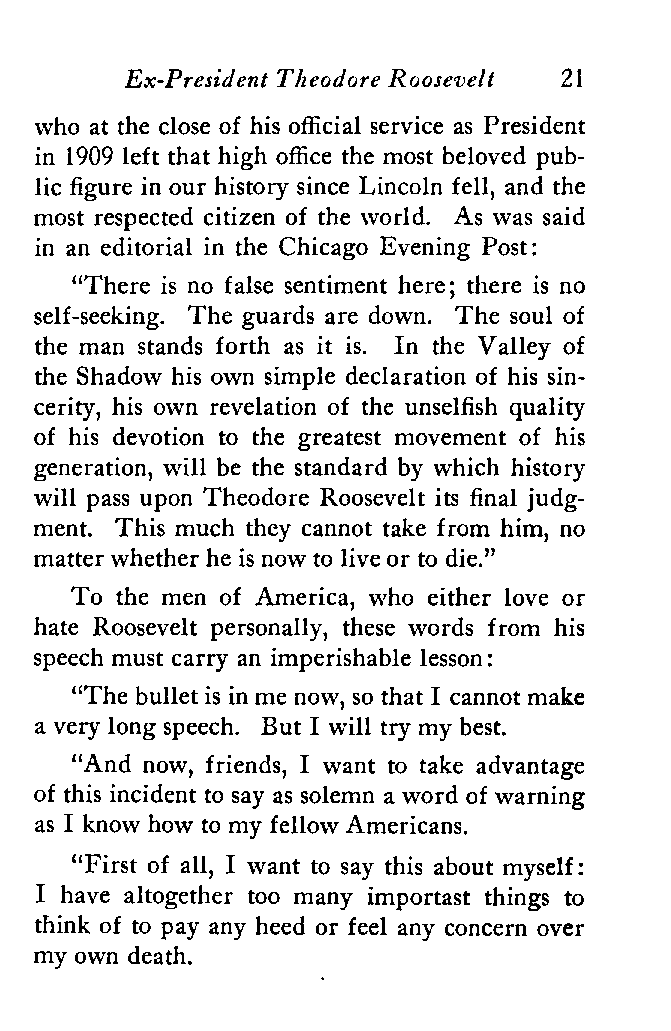 Ex-President Theodore Roosevelt 21
who at the close of his official service as President
in 1909 left that high office the most beloved pub-
lic figure in our history since Lincoln fell, and the
most respected citizen of the world. As was said
in an editorial in the Chicago Evening Post:
"There is no false sentiment here; there is no
self-seeking. The guards are down. The soul of
the man stands forth as it is. In the Valley of
the Shadow his own simple declaration of his sin-
cerity, his own revelation of the unselfish quality
of his devotion to the greatest movement of his
generation, will be the standard by which history
will pass upon Theodore Roosevelt its final judg-
ment. This much they cannot take from him, no
matter whether he is now to live or to die."
To the men of America, who either love or
hate Roosevelt personally, these words from his
speech must carry an imperishable lesson:
"The bullet is in me now, so that I cannot make
a very long speech. But I will try my best.
"And now, friends, I want to take advantage
of this incident to say as solemn a word of warning
as I know how to my fellow Americans.
"First of all, I want to say this about myself:
I have altogether too many importast things to
think of to pay any heed or feel any concern over
my own death.